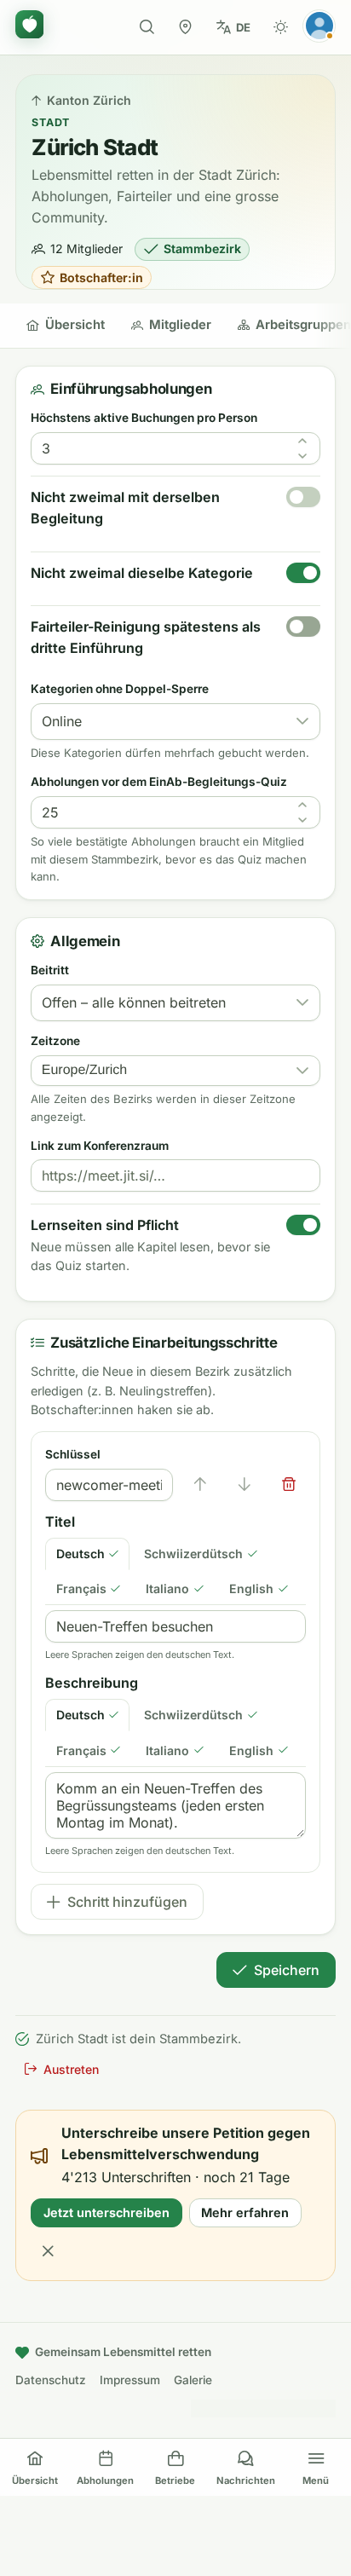 DE
Kanton Zürich
STADT
Zürich Stadt
Lebensmittel retten in der Stadt Zürich:
Abholungen, Fairteiler und eine grosse
Community.
12 Mitglieder Stammbezirk
Botschafter:in
Übersicht Mitglieder Arbeitsgruppen
Einführungsabholungen
Höchstens aktive Buchungen pro Person
3
Nicht zweimal mit derselben
Begleitung
Nicht zweimal dieselbe Kategorie
Fairteiler-Reinigung spätestens als
dritte Einführung
Kategorien ohne Doppel-Sperre
Online
Diese Kategorien dürfen mehrfach gebucht werden.
Abholungen vor dem EinAb-Begleitungs-Quiz
25
So viele bestätigte Abholungen braucht ein Mitglied
mit diesem Stammbezirk, bevor es das Quiz machen
kann.
Allgemein
Beitritt
Offen – alle können beitreten
Zeitzone
Europe/Zurich
Alle Zeiten des Bezirks werden in dieser Zeitzone
angezeigt.
Link zum Konferenzraum
https://meet.jit.si/...
Lernseiten sind Pflicht
Neue müssen alle Kapitel lesen, bevor sie
das Quiz starten.
Zusätzliche Einarbeitungsschritte
Schritte, die Neue in diesem Bezirk zusätzlich
erledigen (z. B. Neulingstreffen).
Botschafter:innen haken sie ab.
Schlüssel
newcomer-meeti
Titel
Deutsch Schwiizerdütsch
Français Italiano English
Neuen-Treffen besuchen
Leere Sprachen zeigen den deutschen Text.
Beschreibung
Deutsch Schwiizerdütsch
Français Italiano English
Komm an ein Neuen-Treffen des
Begrüssungsteams (jeden ersten
Montag im Monat).
Leere Sprachen zeigen den deutschen Text.
Schritt hinzufügen
Speichern
Zürich Stadt ist dein Stammbezirk.
Austreten
Unterschreibe unsere Petition gegen
Lebensmittelverschwendung
4'213 Unterschriften · noch 21 Tage
Jetzt unterschreiben Mehr erfahren
Gemeinsam Lebensmittel retten
Datenschutz Impressum Galerie
Übersicht Abholungen Betriebe Nachrichten Menü